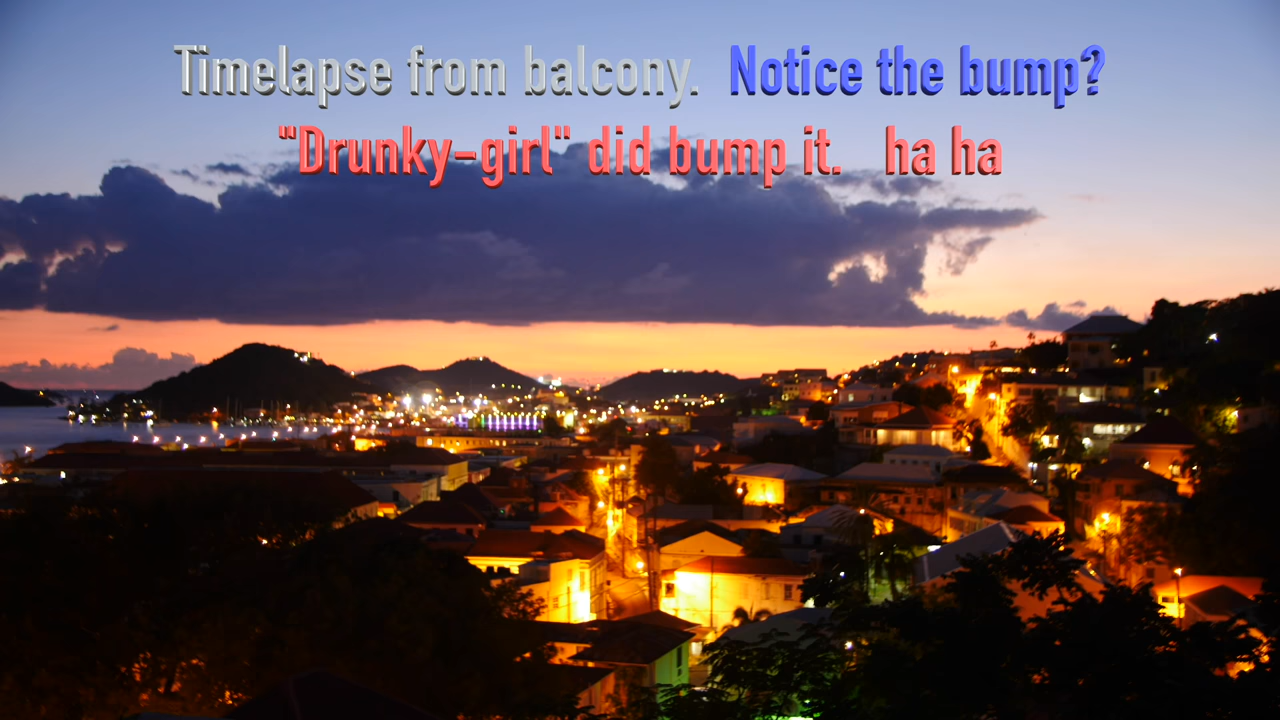 Timelapse from balcony. Notice the bump?
"Drunky-girl" did bump it. ha ha